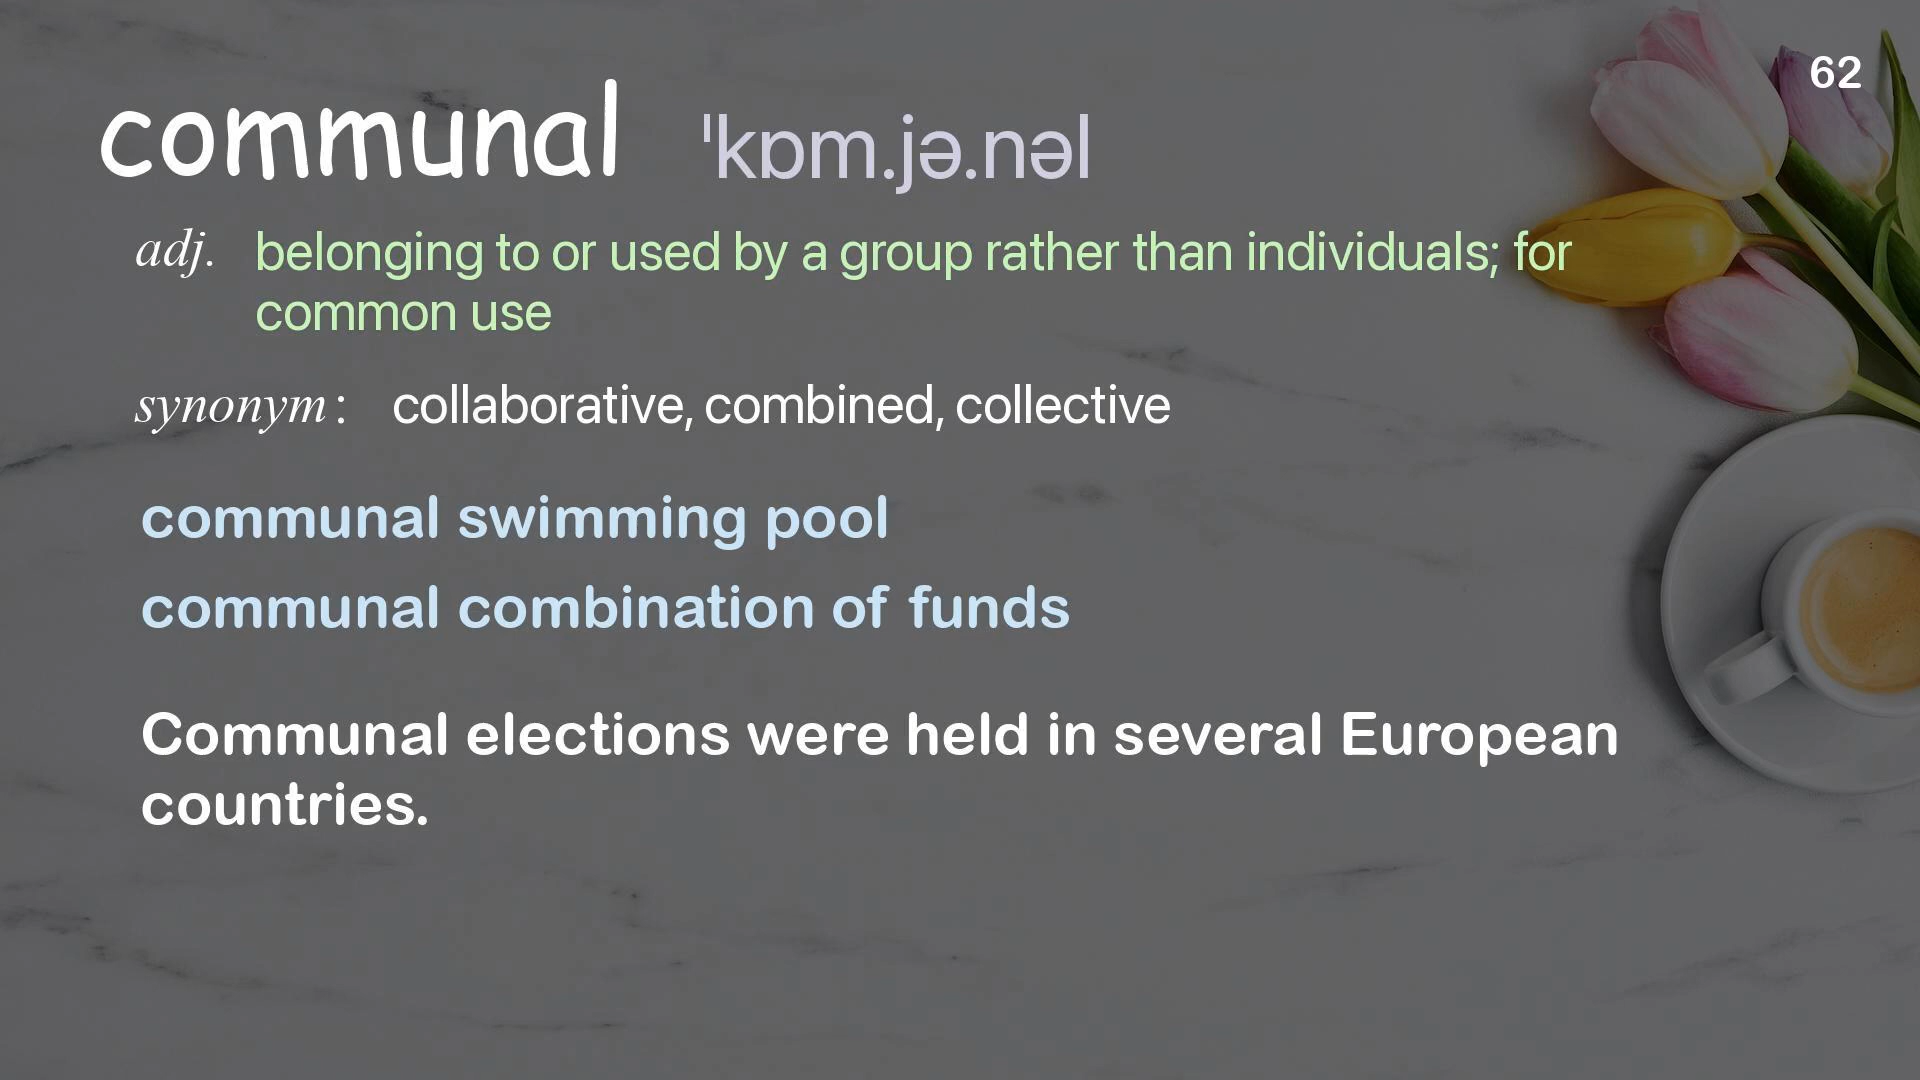 62
communal ˈkɒm.jə.nəl
adj. belonging to or used by a group rather than individuals; for
common use
synonym : collaborative, combined, collective
communal swimming pool
communal combination of funds
Communal elections were held in several European
countries.